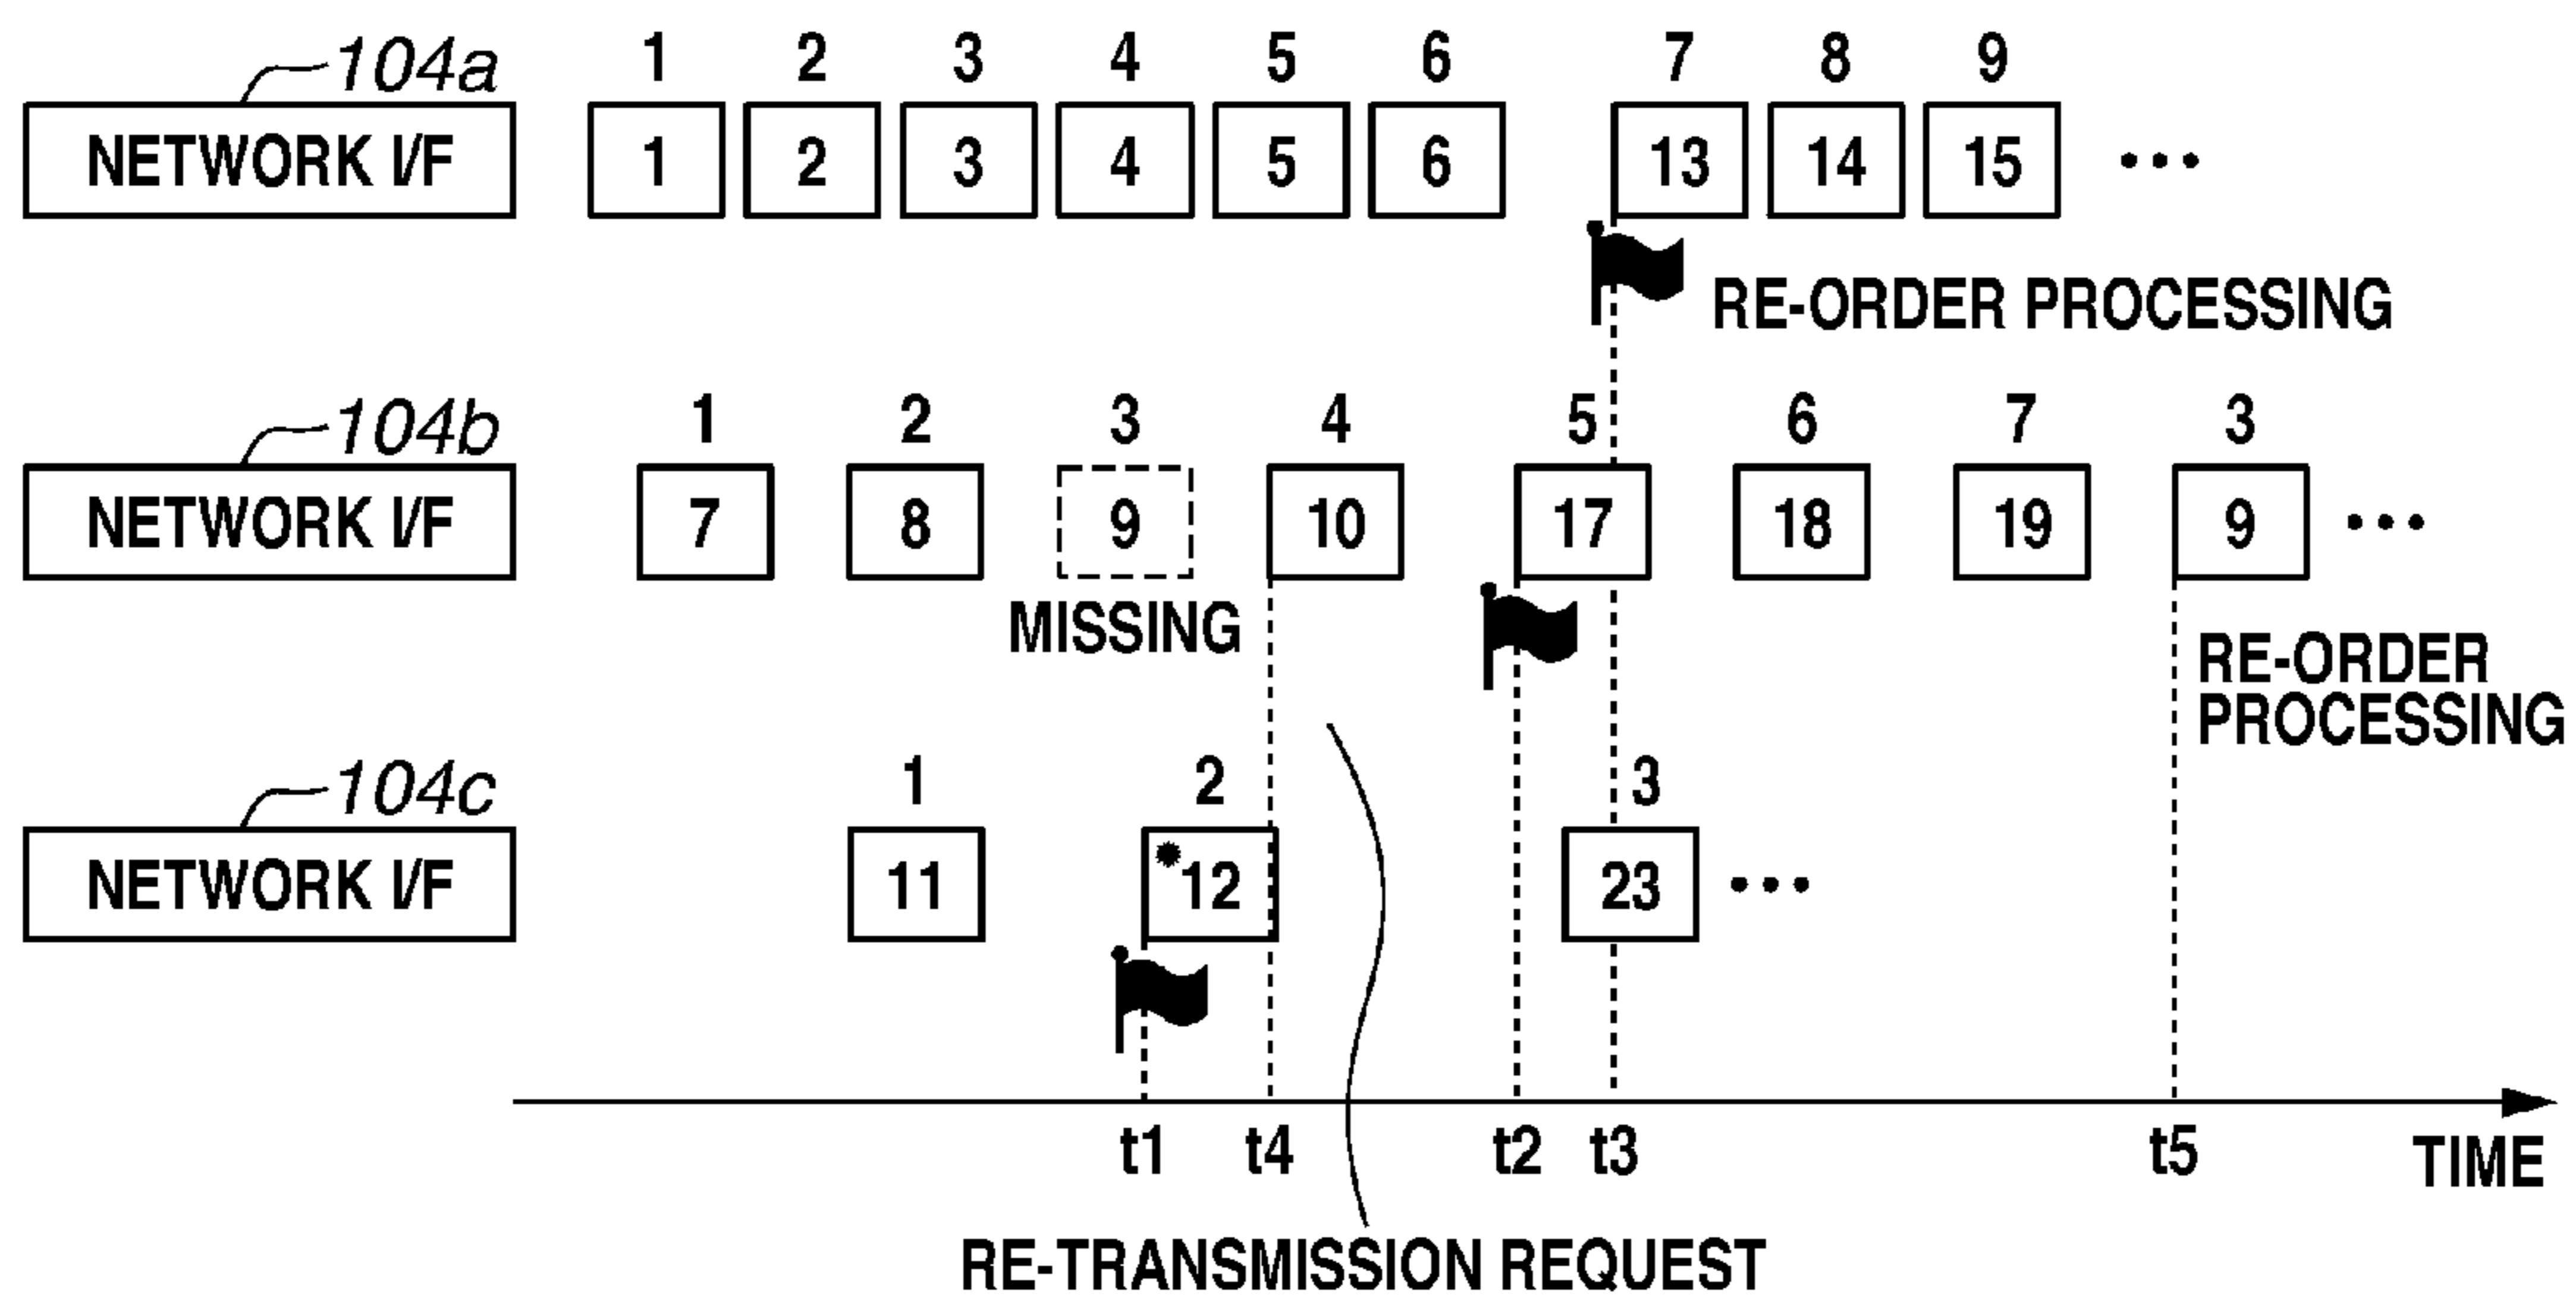 104a 1 2 3 4 5 6 7 8 9
NETWORK I/F 1 2 3 4 5 6 13 14 15 •••
RE-ORDER PROCESSING
104b 1 2 3 4 5 6 7 3
NETWORK I/F 7 8 9 10 17 18 19 9 •••
MISSING
RE-ORDER
PROCESSING
104c 1 2 3
NETWORK I/F 11 *12 23 •••
t1 t4 t2 t3 t5 TIME
RE-TRANSMISSION REQUEST